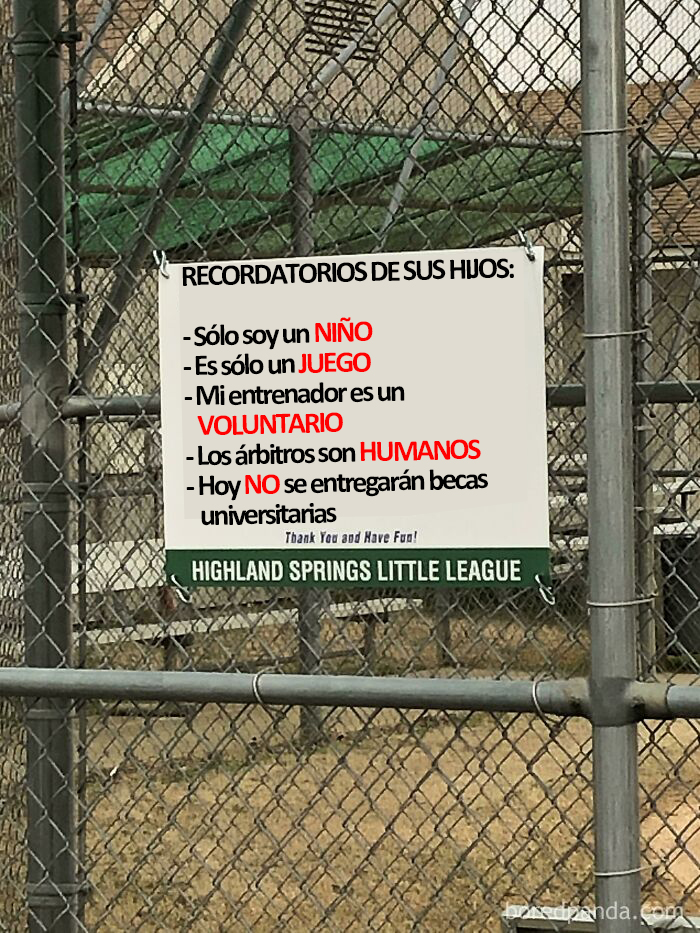 RECORDATORIOS DE SUS HIJOS:
- Sólo soy un NIÑO
- Es sólo un JUEGO
- Mi entrenador es un
VOLUNTARIO
- Los árbitros son HUMANOS
- Hoy NO se entregarán becas
universitarias
Thank You and Have Fun!
HIGHLAND SPRINGS LITTLE LEAGUE
boredpanda.com